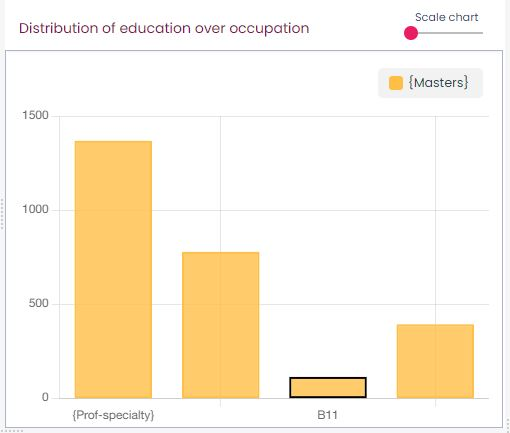 Distribution of education over occupation
Scale chart
{Masters}
1500
1000
500
0
{Prof-specialty}
B11